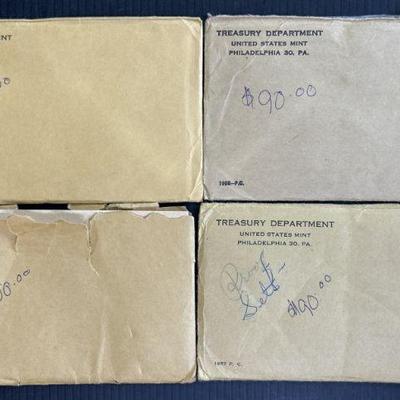 TREASURY DEPARTMENT
UNITED STATES MINT
PHILADELPHIA 30, PA.
$90.00
P.C.
TREASURY DEPARTMENT
UNITED STATES MINT
PHILADELPHIA 30, PA.
Proof
Sets-
$90.00
1957 P. C.